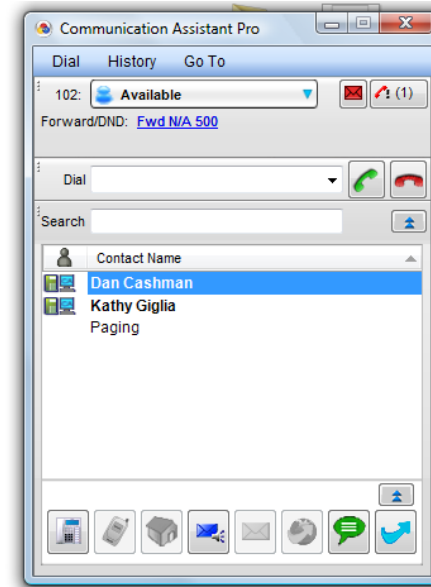 Communication Assistant Pro
Dial History Go To
102: Available (1)
Forward/DND: Fwd N/A 500
Dial
Search
Contact Name
Dan Cashman
Kathy Giglia
Paging